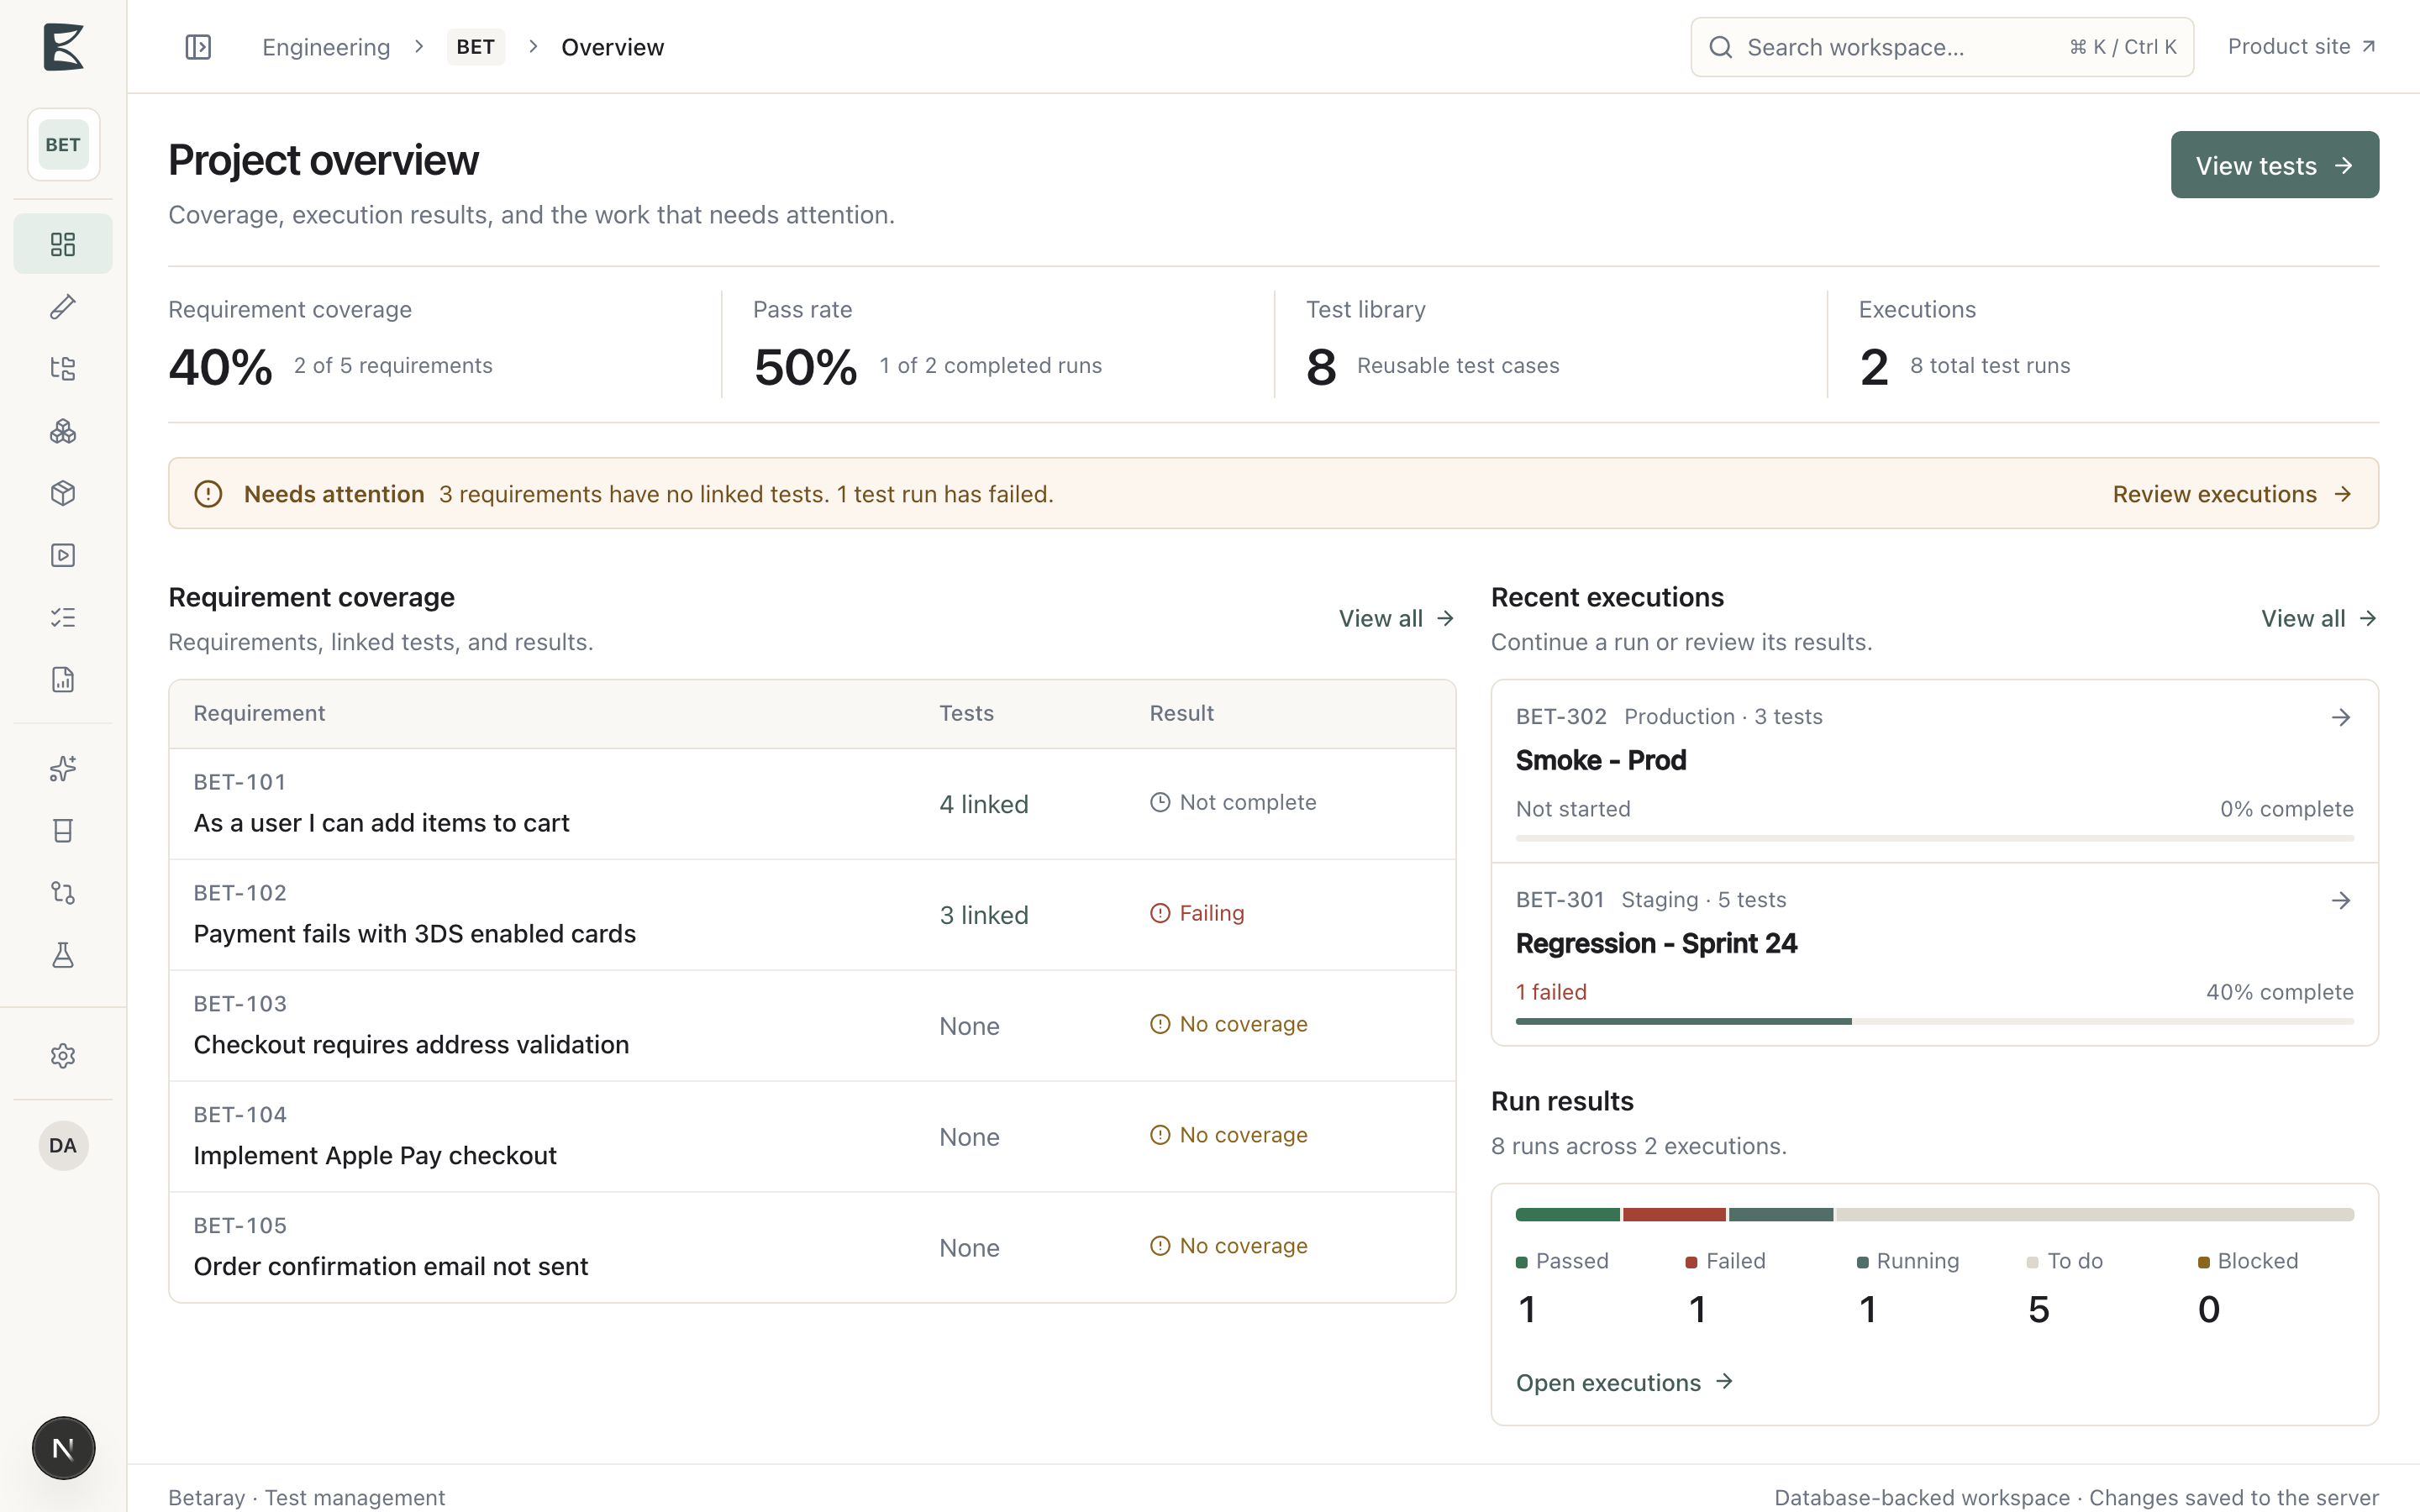 Engineering > BET > Overview
Search workspace... ⌘ K / Ctrl K
Product site ↗
BET
Project overview
Coverage, execution results, and the work that needs attention.
View tests →
Requirement coverage
40% 2 of 5 requirements
Pass rate
50% 1 of 2 completed runs
Test library
8 Reusable test cases
Executions
2 8 total test runs
Needs attention 3 requirements have no linked tests. 1 test run has failed.
Review executions →
Requirement coverage
Requirements, linked tests, and results.
View all →
Requirement Tests Result
BET-101
As a user I can add items to cart
4 linked
Not complete
BET-102
Payment fails with 3DS enabled cards
3 linked
Failing
BET-103
Checkout requires address validation
None
No coverage
BET-104
Implement Apple Pay checkout
None
No coverage
BET-105
Order confirmation email not sent
None
No coverage
Recent executions
Continue a run or review its results.
View all →
BET-302 Production · 3 tests
Smoke - Prod
Not started 0% complete
BET-301 Staging · 5 tests
Regression - Sprint 24
1 failed 40% complete
Run results
8 runs across 2 executions.
Passed Failed Running To do Blocked
1 1 1 5 0
Open executions →
DA
N
Betaray · Test management
Database-backed workspace · Changes saved to the server